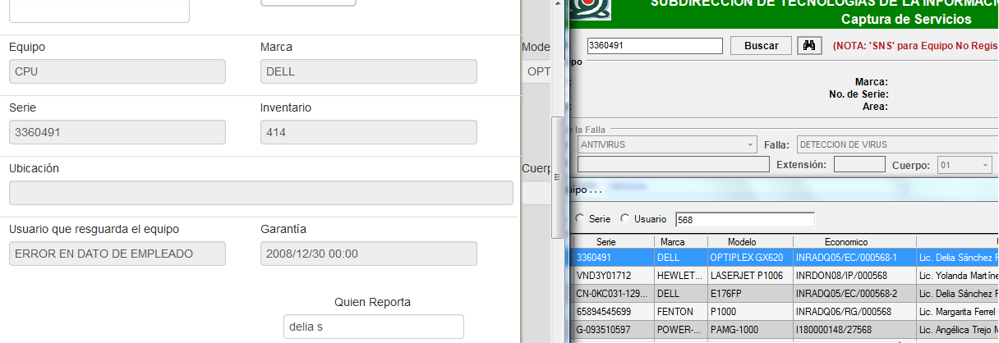 Equipo
Marca
Mode
CPU
DELL
OPT
Serie
Inventario
3360491
414
Ubicación
Cuerp
Usuario que resguarda el equipo
Garantía
ERROR EN DATO DE EMPLEADO
2008/12/30 00:00
Quien Reporta
delia s
SUBDIRECCION DE TECNOLOGIAS DE LA INFORMACIO
Captura de Servicios
3360491
Buscar
(NOTA: 'SNS' para Equipo No Regis
ipo
Marca:
No. de Serie:
Area:
e la Falla
ANTIVIRUS
Falla:
DETECCION DE VIRUS
Extensión:
Cuerpo:
01
uipo . . .
Serie
Usuario
568
Serie Marca Modelo Economico U
3360491 DELL OPTIPLEX GX620 INRADQ05/EC/000568-1 Lic. Delia Sánchez P
VND3Y01712 HEWLET... LASERJET P1006 INRDON08/IP/000568 Lic. Yolanda Martíne
CN-0KC031-129... DELL E176FP INRADQ05/EC/000568-2 Lic. Delia Sánchez P
65894545699 FENTON P1000 INRADQ06/RG/000568 Lic. Margarita Ferrel
G-093510597 POWER-... PAMG-1000 I180000148/27568 Lic. Angélica Trejo M